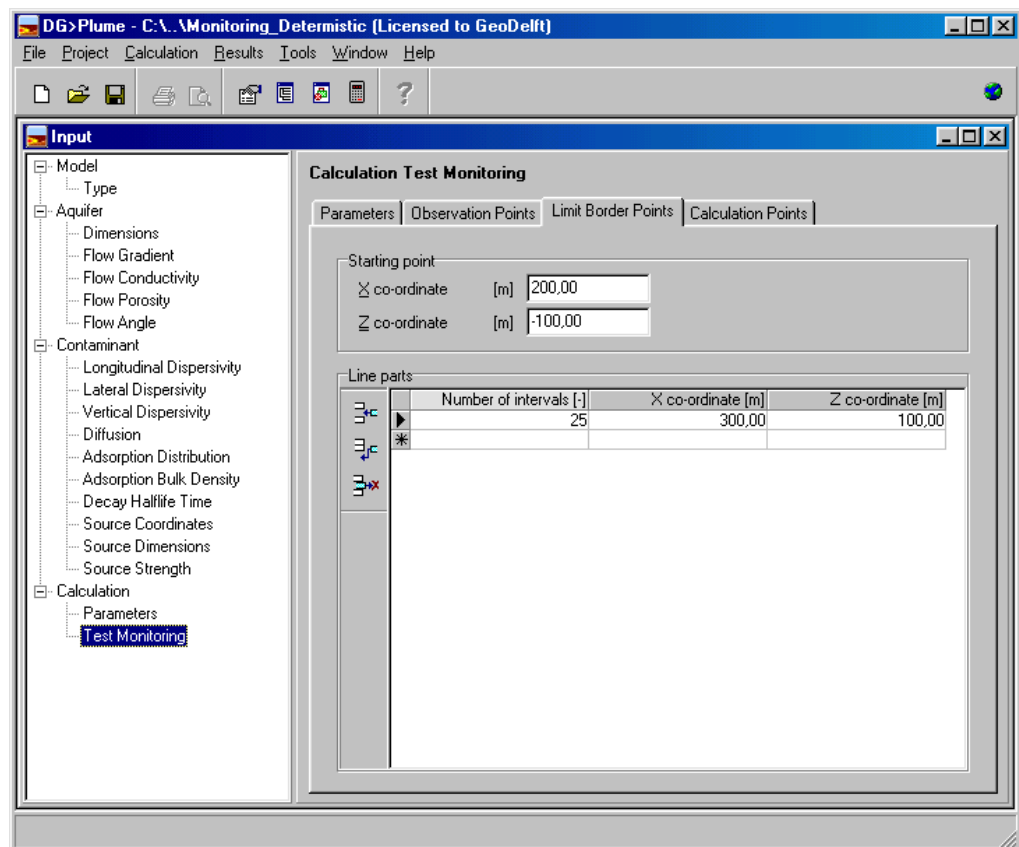 DG>Plume - C:\..\Monitoring_Determistic (Licensed to GeoDelft)
File Project Calculation Results Tools Window Help
Input
Model
Type
Aquifer
Dimensions
Flow Gradient
Flow Conductivity
Flow Porosity
Flow Angle
Contaminant
Longitudinal Dispersivity
Lateral Dispersivity
Vertical Dispersivity
Diffusion
Adsorption Distribution
Adsorption Bulk Density
Decay Halflife Time
Source Coordinates
Source Dimensions
Source Strength
Calculation
Parameters
Test Monitoring
Calculation Test Monitoring
Parameters Observation Points Limit Border Points Calculation Points
Starting point
X co-ordinate [m] 200,00
Z co-ordinate [m] -100,00
Line parts
Number of intervals [-] X co-ordinate [m] Z co-ordinate [m]
25 300,00 100,00